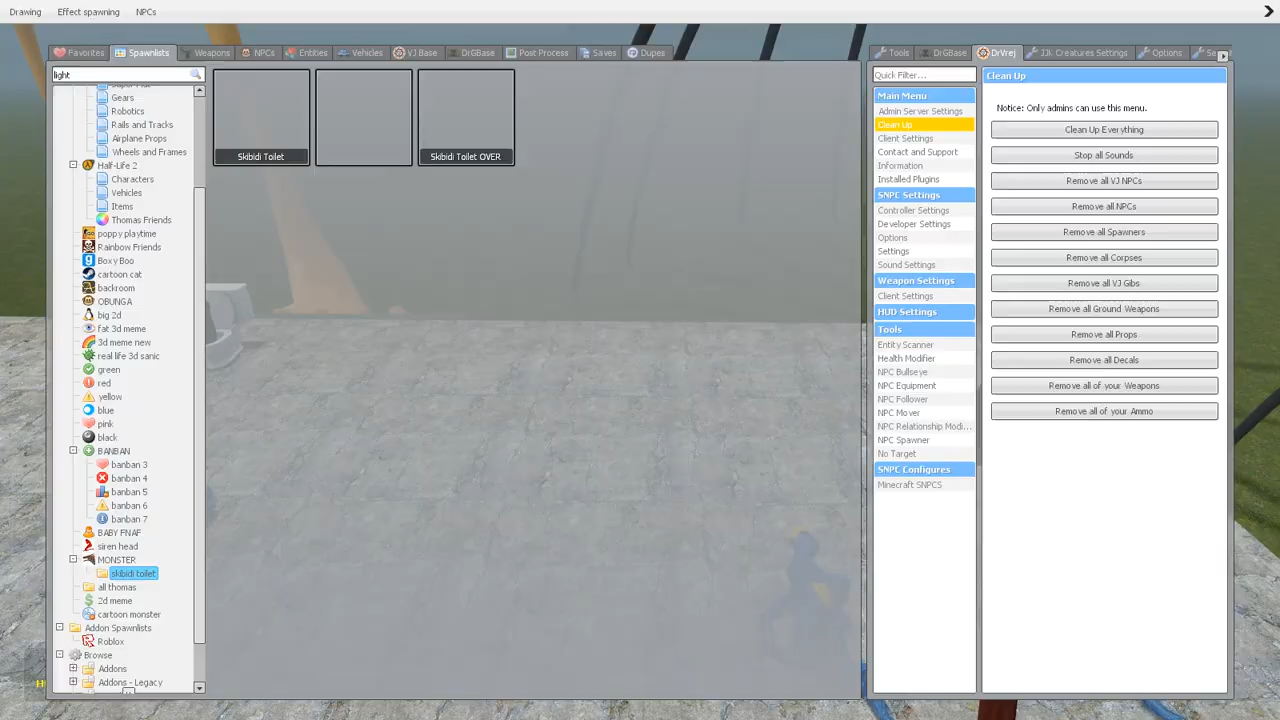 Drawing Effect spawning NPCs
Favorites Spawnlists Weapons NPCs Entities Vehicles VJ Base DrGBase Post Process Saves Dupes
light
Gears
Robotics
Rails and Tracks
Airplane Props
Wheels and Frames
Half-Life 2
Characters
Vehicles
Items
Thomas Friends
poppy playtime
Rainbow Friends
Boxy Boo
cartoon cat
backroom
OBUNGA
big 2d
fat 3d meme
3d meme new
real life 3d sanic
green
red
yellow
blue
pink
black
BANBAN
banban 3
banban 4
banban 5
banban 6
banban 7
BABY FNAF
siren head
MONSTER
skibidi toilet
all thomas
2d meme
cartoon monster
Addon Spawnlists
Roblox
Browse
Addons
Addons - Legacy
Skibidi Toilet
Skibidi Toilet OVER
Tools DrGBase DrVrej JJK Creatures Settings Options Se
Quick Filter...
Main Menu
Admin Server Settings
Clean Up
Client Settings
Contact and Support
Information
Installed Plugins
SNPC Settings
Controller Settings
Developer Settings
Options
Settings
Sound Settings
Weapon Settings
Client Settings
HUD Settings
Tools
Entity Scanner
Health Modifier
NPC Bullseye
NPC Equipment
NPC Follower
NPC Mover
NPC Relationship Modi...
NPC Spawner
No Target
SNPC Configures
Minecraft SNPCS
Clean Up
Notice: Only admins can use this menu.
Clean Up Everything
Stop all Sounds
Remove all VJ NPCs
Remove all NPCs
Remove all Spawners
Remove all Corpses
Remove all VJ Gibs
Remove all Ground Weapons
Remove all Props
Remove all Decals
Remove all of your Weapons
Remove all of your Ammo